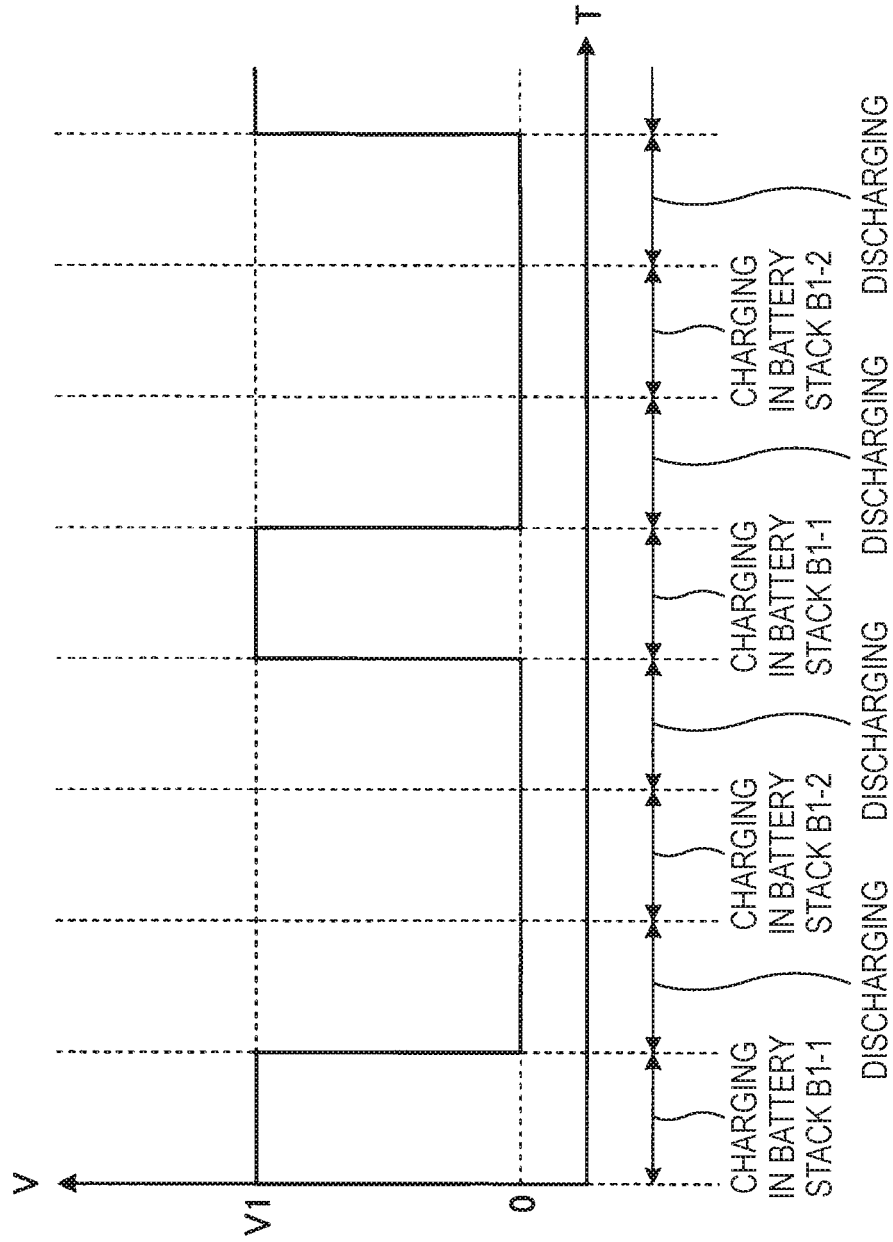 V
V1
0
T
CHARGING
IN BATTERY
STACK B1-1
DISCHARGING
CHARGING
IN BATTERY
STACK B1-2
DISCHARGING
CHARGING
IN BATTERY
STACK B1-1
DISCHARGING
CHARGING
IN BATTERY
STACK B1-2
DISCHARGING